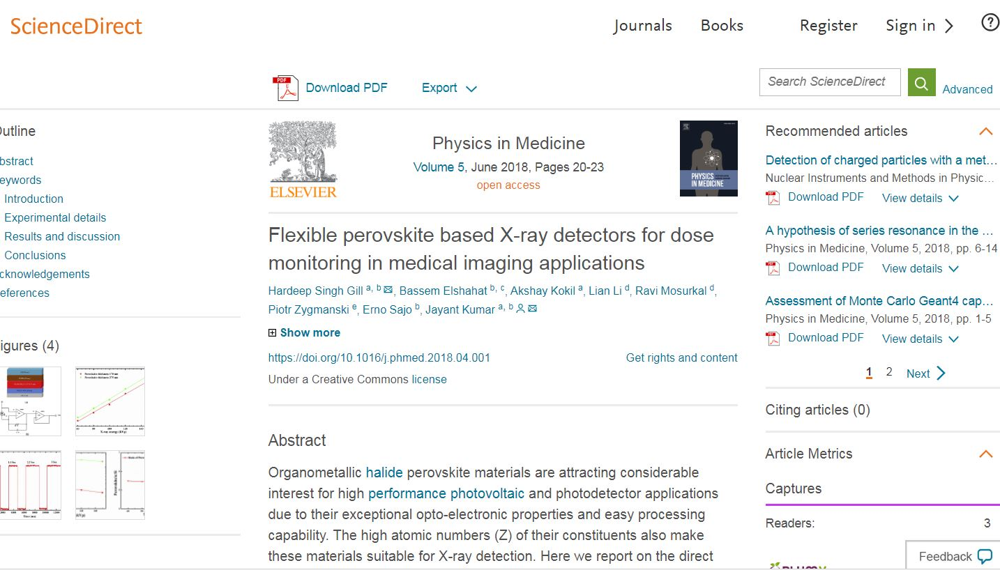 ScienceDirect
Journals
Books
Register
Sign in
Download PDF
Export
Search ScienceDirect
Advanced
utline
bstract
eywords
Introduction
Experimental details
Results and discussion
Conclusions
cknowledgements
eferences
igures (4)
ELSEVIER
Physics in Medicine
Volume 5, June 2018, Pages 20-23
open access
PHYSICS
IN MEDICINE
Flexible perovskite based X-ray detectors for dose
monitoring in medical imaging applications
Hardeep Singh Gill a, b, Bassem Elshahat b, c, Akshay Kokil a, Lian Li d, Ravi Mosurkal d,
Piotr Zygmanski e, Erno Sajo b, Jayant Kumar a, b
Show more
https://doi.org/10.1016/j.phmed.2018.04.001
Get rights and content
Under a Creative Commons license
Abstract
Organometallic halide perovskite materials are attracting considerable
interest for high performance photovoltaic and photodetector applications
due to their exceptional opto-electronic properties and easy processing
capability. The high atomic numbers (Z) of their constituents also make
these materials suitable for X-ray detection. Here we report on the direct
Recommended articles
Detection of charged particles with a met...
Nuclear Instruments and Methods in Physic...
Download PDF
View details
A hypothesis of series resonance in the ...
Physics in Medicine, Volume 5, 2018, pp. 6-14
Download PDF
View details
Assessment of Monte Carlo Geant4 cap...
Physics in Medicine, Volume 5, 2018, pp. 1-5
Download PDF
View details
1 2 Next
Citing articles (0)
Article Metrics
Captures
Readers: 3
Feedback